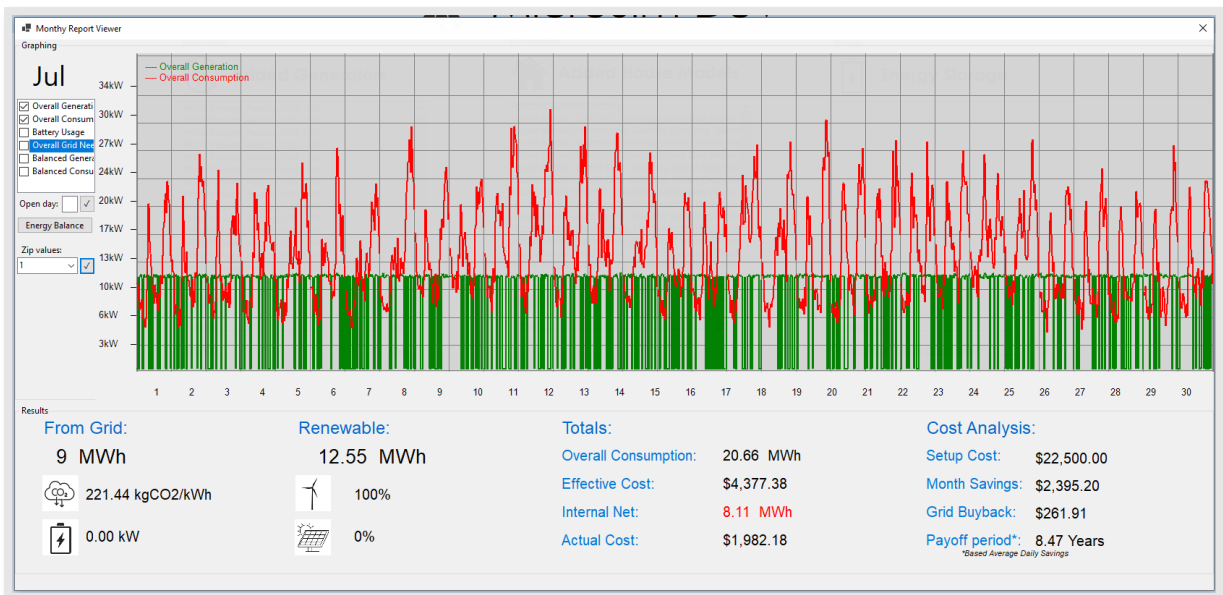 Monthy Report Viewer
Graphing
Jul
Overall Generati
Overall Consum
Battery Usage
Overall Grid Nee
Balanced Genera
Balanced Consu
Open day:
Energy Balance
Zip values:
1
Overall Generation
Overall Consumption
34kW
30kW
27kW
24kW
20kW
17kW
13kW
10kW
6kW
3kW
1 2 3 4 5 6 7 8 9 10 11 12 13 14 15 16 17 18 19 20 21 22 23 24 25 26 27 28 29 30
Results
From Grid:
9 MWh
CO2
221.44 kgCO2/kWh
0.00 kW
Renewable:
12.55 MWh
100%
0%
Totals:
Overall Consumption: 20.66 MWh
Effective Cost: $4,377.38
Internal Net: 8.11 MWh
Actual Cost: $1,982.18
Cost Analysis:
Setup Cost: $22,500.00
Month Savings: $2,395.20
Grid Buyback: $261.91
Payoff period*: 8.47 Years
*Based Average Daily Savings